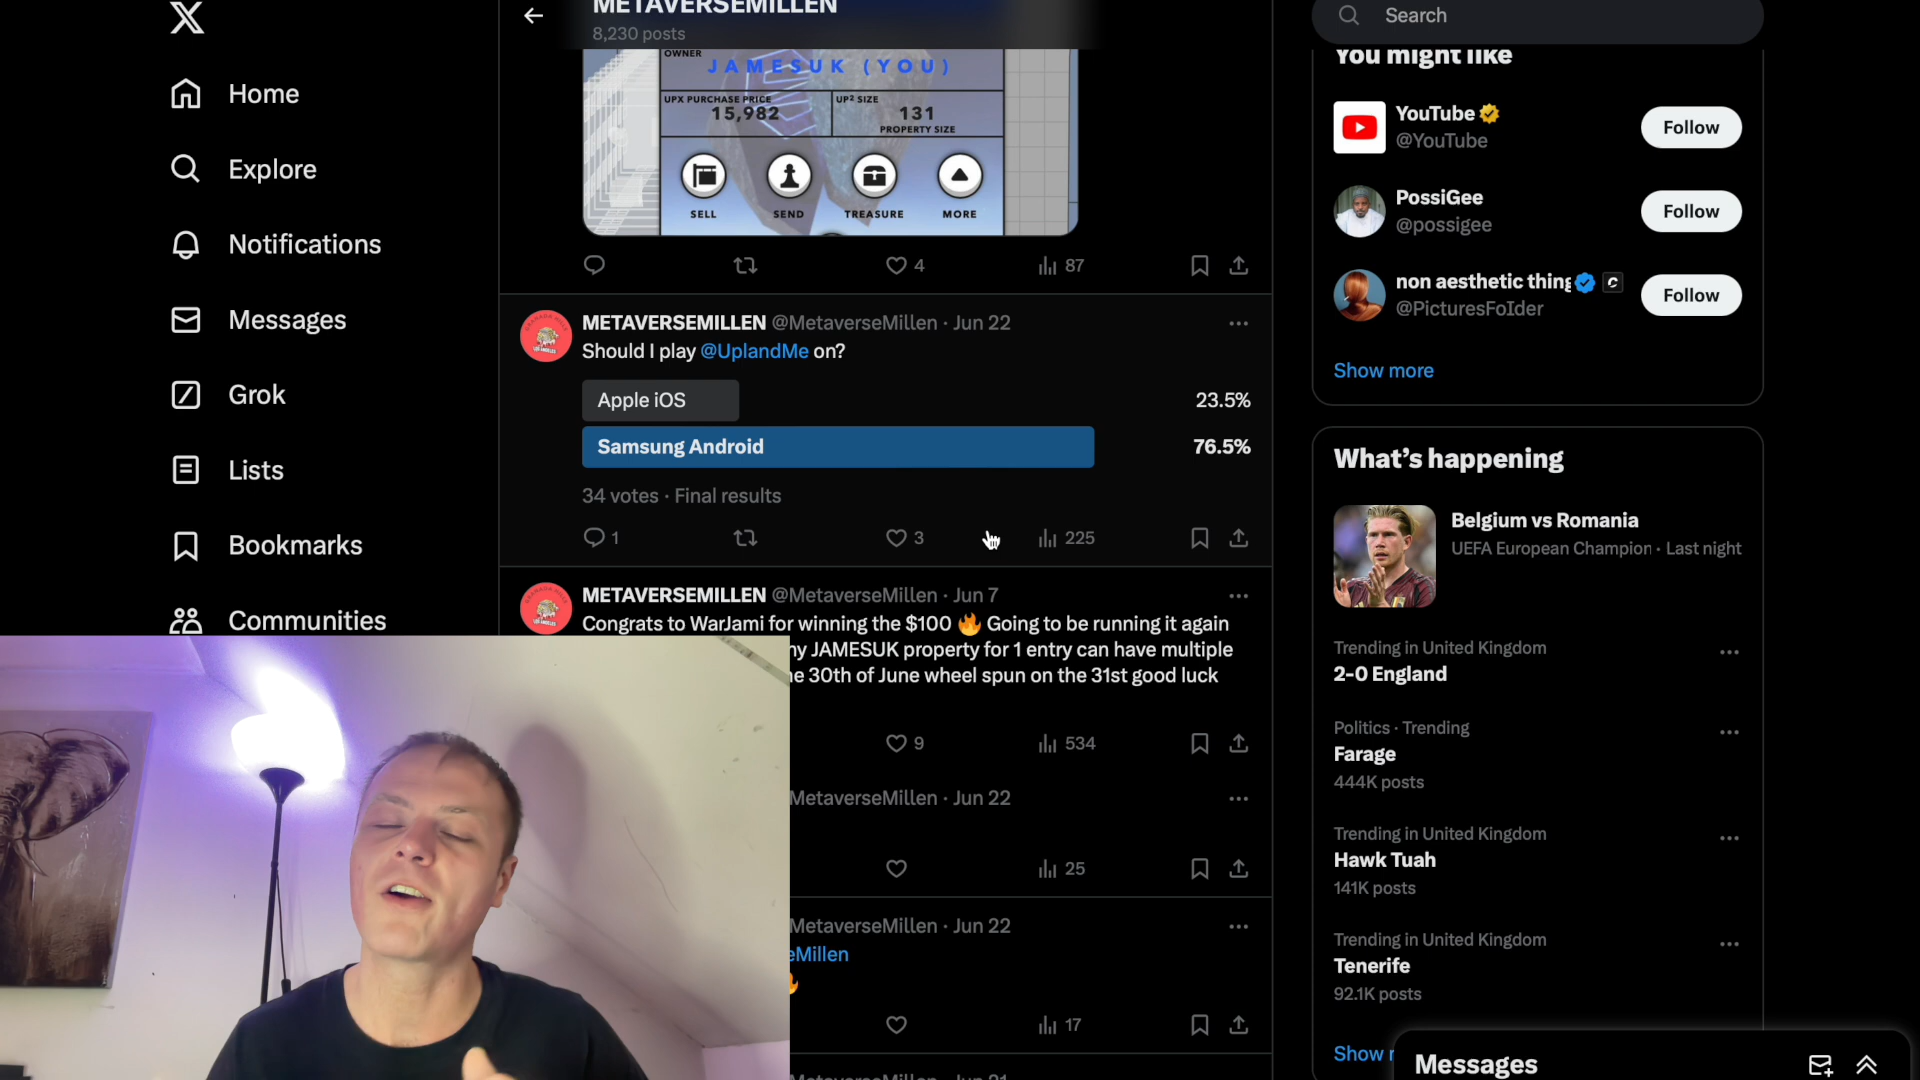 METAVERSEMILLEN
8,230 posts
Home
Explore
Notifications
Messages
Grok
Lists
Bookmarks
Communities
OWNER
JAMESUK (YOU)
UPX PURCHASE PRICE
15,982
UP² SIZE
131
PROPERTY SIZE
SELL
SEND
TREASURE
MORE
4
87
METAVERSEMILLEN @MetaverseMillen · Jun 22
Should I play @UplandMe on?
Apple iOS 23.5%
Samsung Android 76.5%
34 votes · Final results
1
3
225
METAVERSEMILLEN @MetaverseMillen · Jun 7
Congrats to WarJami for winning the $100 🔥 Going to be running it again
JAMESUK property for 1 entry can have multiple
30th of June wheel spun on the 31st good luck
9
534
MetaverseMillen · Jun 22
25
MetaverseMillen · Jun 22
eMillen
17
Search
You might like
YouTube
@YouTube
Follow
PossiGee
@possigee
Follow
non aesthetic thing
@PicturesFoIder
Follow
Show more
What's happening
Belgium vs Romania
UEFA European Champion · Last night
Trending in United Kingdom
2-0 England
Politics · Trending
Farage
444K posts
Trending in United Kingdom
Hawk Tuah
141K posts
Trending in United Kingdom
Tenerife
92.1K posts
Show
Messages